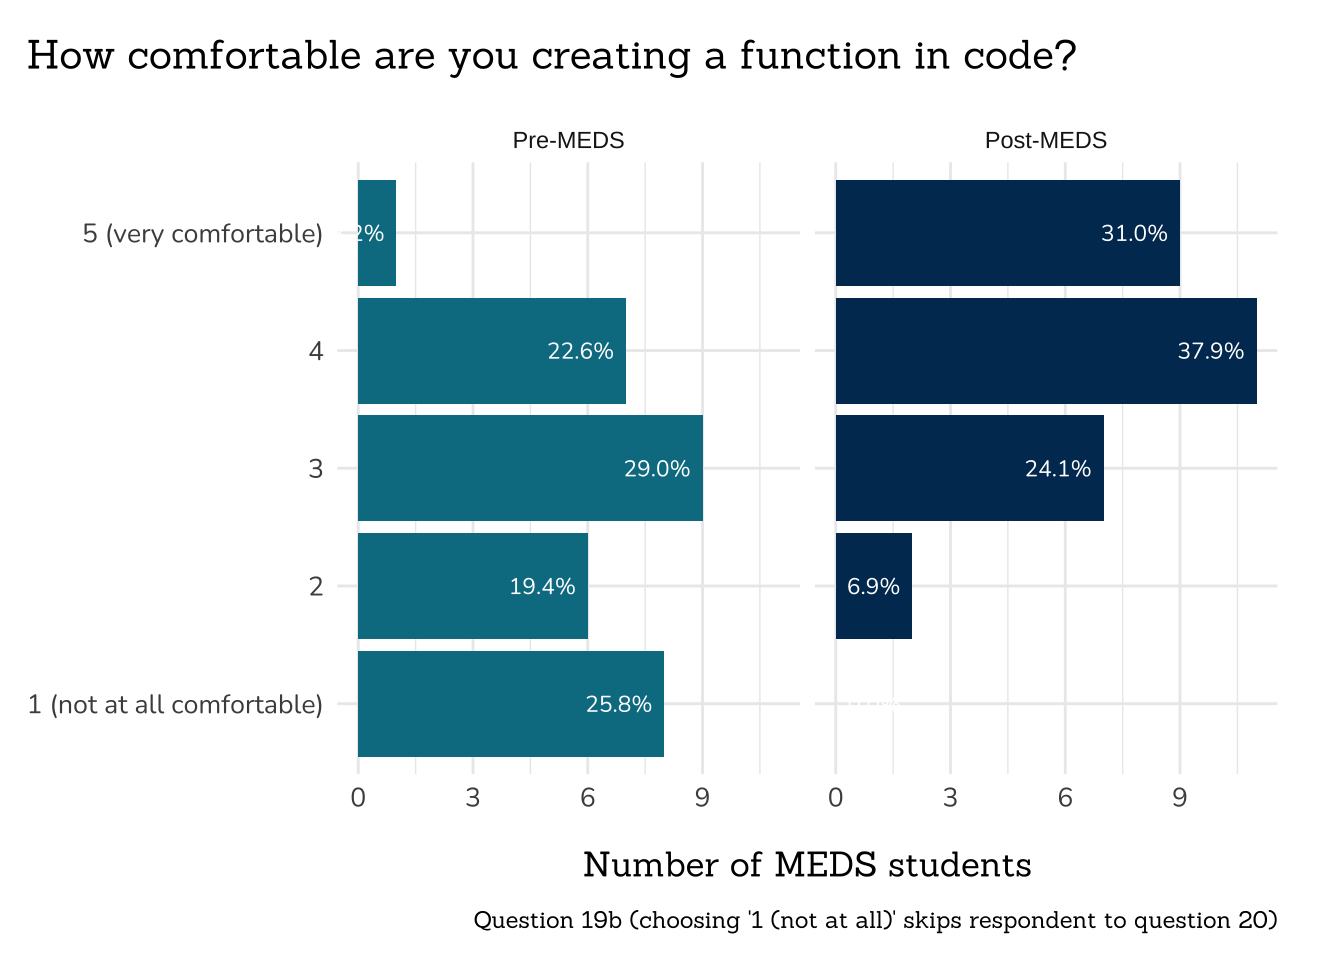 How comfortable are you creating a function in code?
Pre-MEDS
Post-MEDS
5 (very comfortable)
2%
31.0%
4
22.6%
37.9%
3
29.0%
24.1%
2
19.4%
6.9%
1 (not at all comfortable)
25.8%
0 3 6 9
0 3 6 9
Number of MEDS students
Question 19b (choosing '1 (not at all)' skips respondent to question 20)